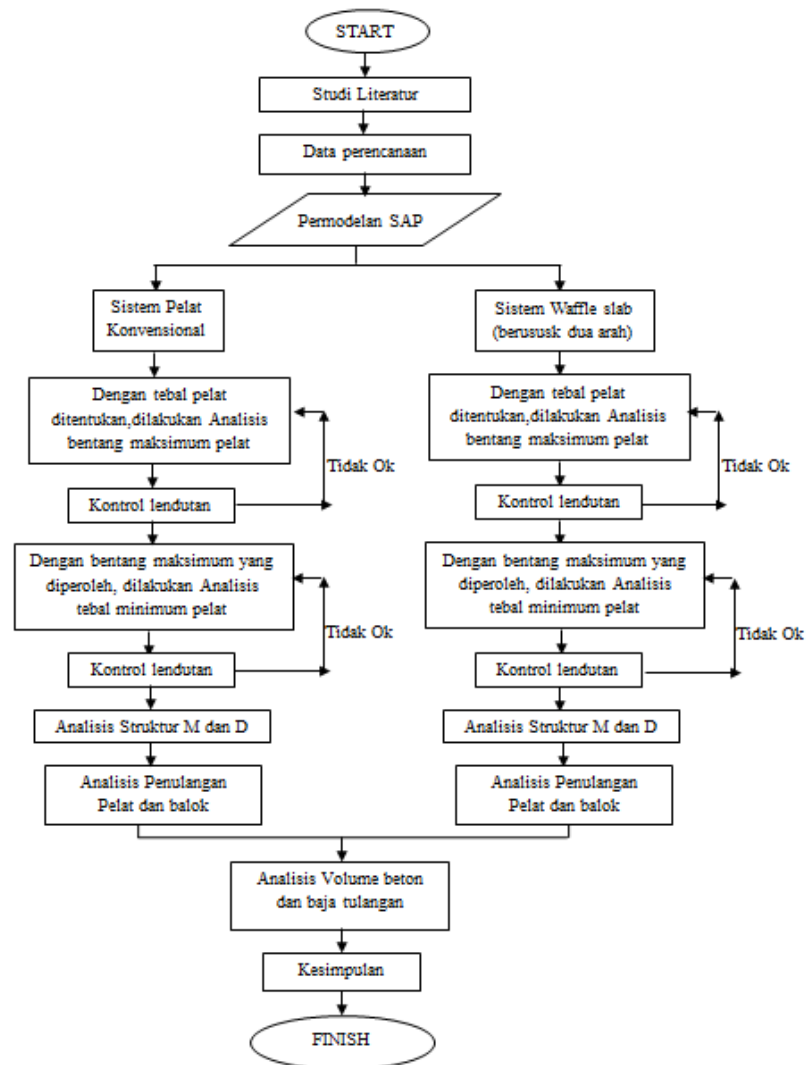 START
Studi Literatur
Data perencanaan
Permodelan SAP
Sistem Pelat
Konvensional
Dengan tebal pelat
ditentukan,dilakukan Analisis
bentang maksimum pelat
Tidak Ok
Kontrol lendutan
Dengan bentang maksimum yang
diperoleh, dilakukan Analisis
tebal minimum pelat
Tidak Ok
Kontrol lendutan
Analisis Struktur M dan D
Analisis Penulangan
Pelat dan balok
Sistem Waffle slab
(berususk dua arah)
Dengan tebal pelat
ditentukan,dilakukan Analisis
bentang maksimum pelat
Tidak Ok
Kontrol lendutan
Dengan bentang maksimum yang
diperoleh, dilakukan Analisis
tebal minimum pelat
Tidak Ok
Kontrol lendutan
Analisis Struktur M dan D
Analisis Penulangan
Pelat dan balok
Analisis Volume beton
dan baja tulangan
Kesimpulan
FINISH